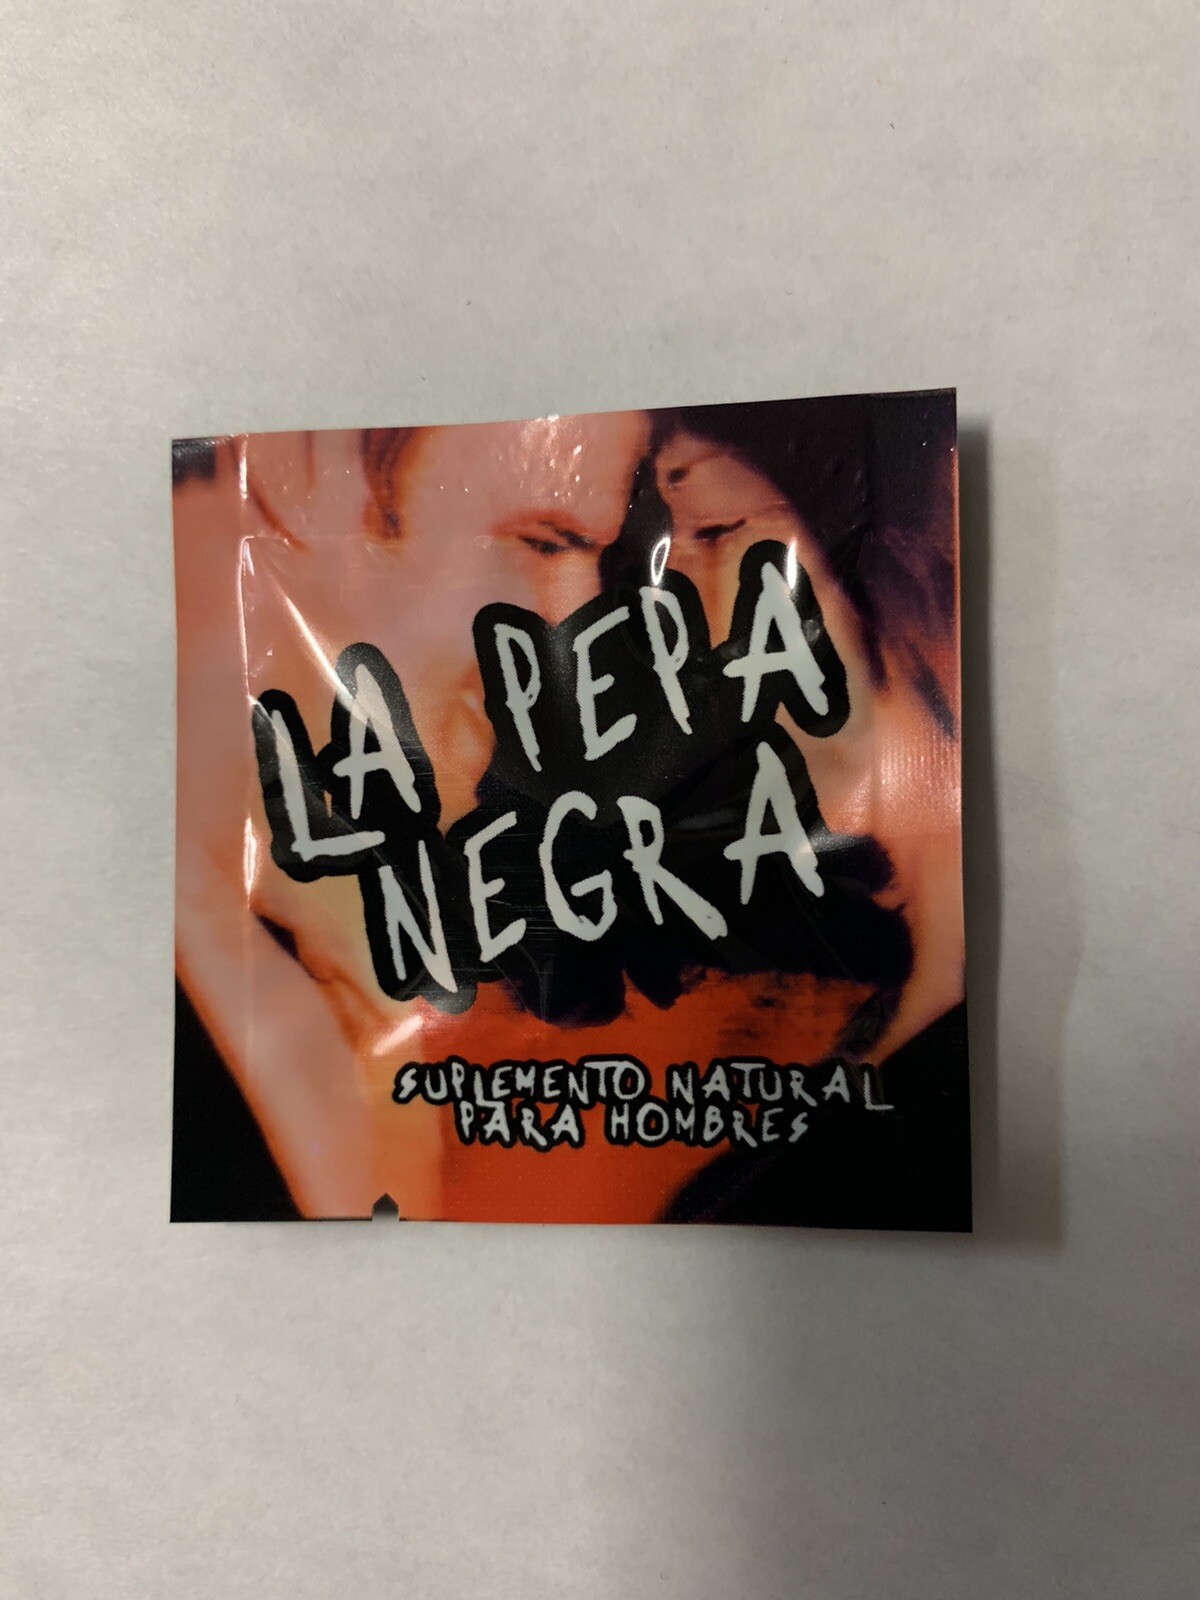 LA PEPA
NEGRA
SUPLEMENTO NATURAL
PARA HOMBRES